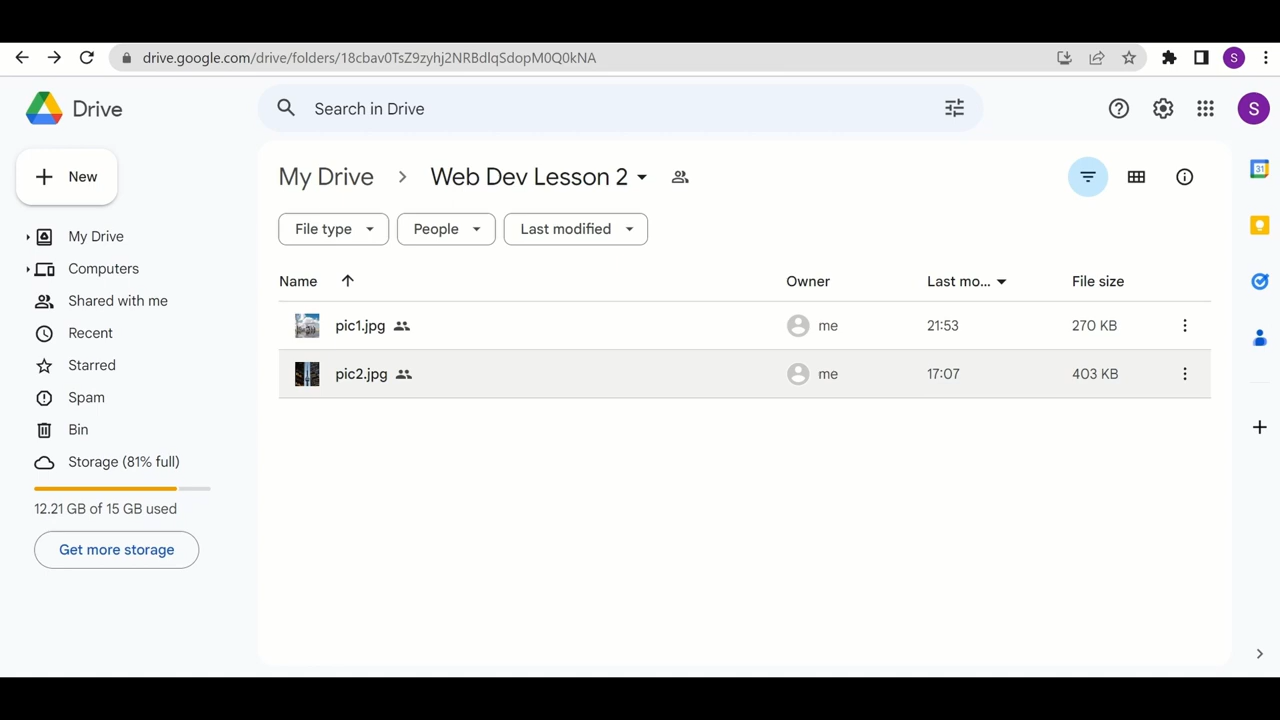 drive.google.com/drive/folders/18cbav0TsZ9zyhj2NRBdlqSdopM0Q0kNA
S
Drive
Search in Drive
S
New
My Drive
Computers
Shared with me
Recent
Starred
Spam
Bin
Storage (81% full)
12.21 GB of 15 GB used
Get more storage
My Drive
Web Dev Lesson 2
File type
People
Last modified
Name
Owner
Last mo...
File size
pic1.jpg
me
21:53
270 KB
pic2.jpg
me
17:07
403 KB
31